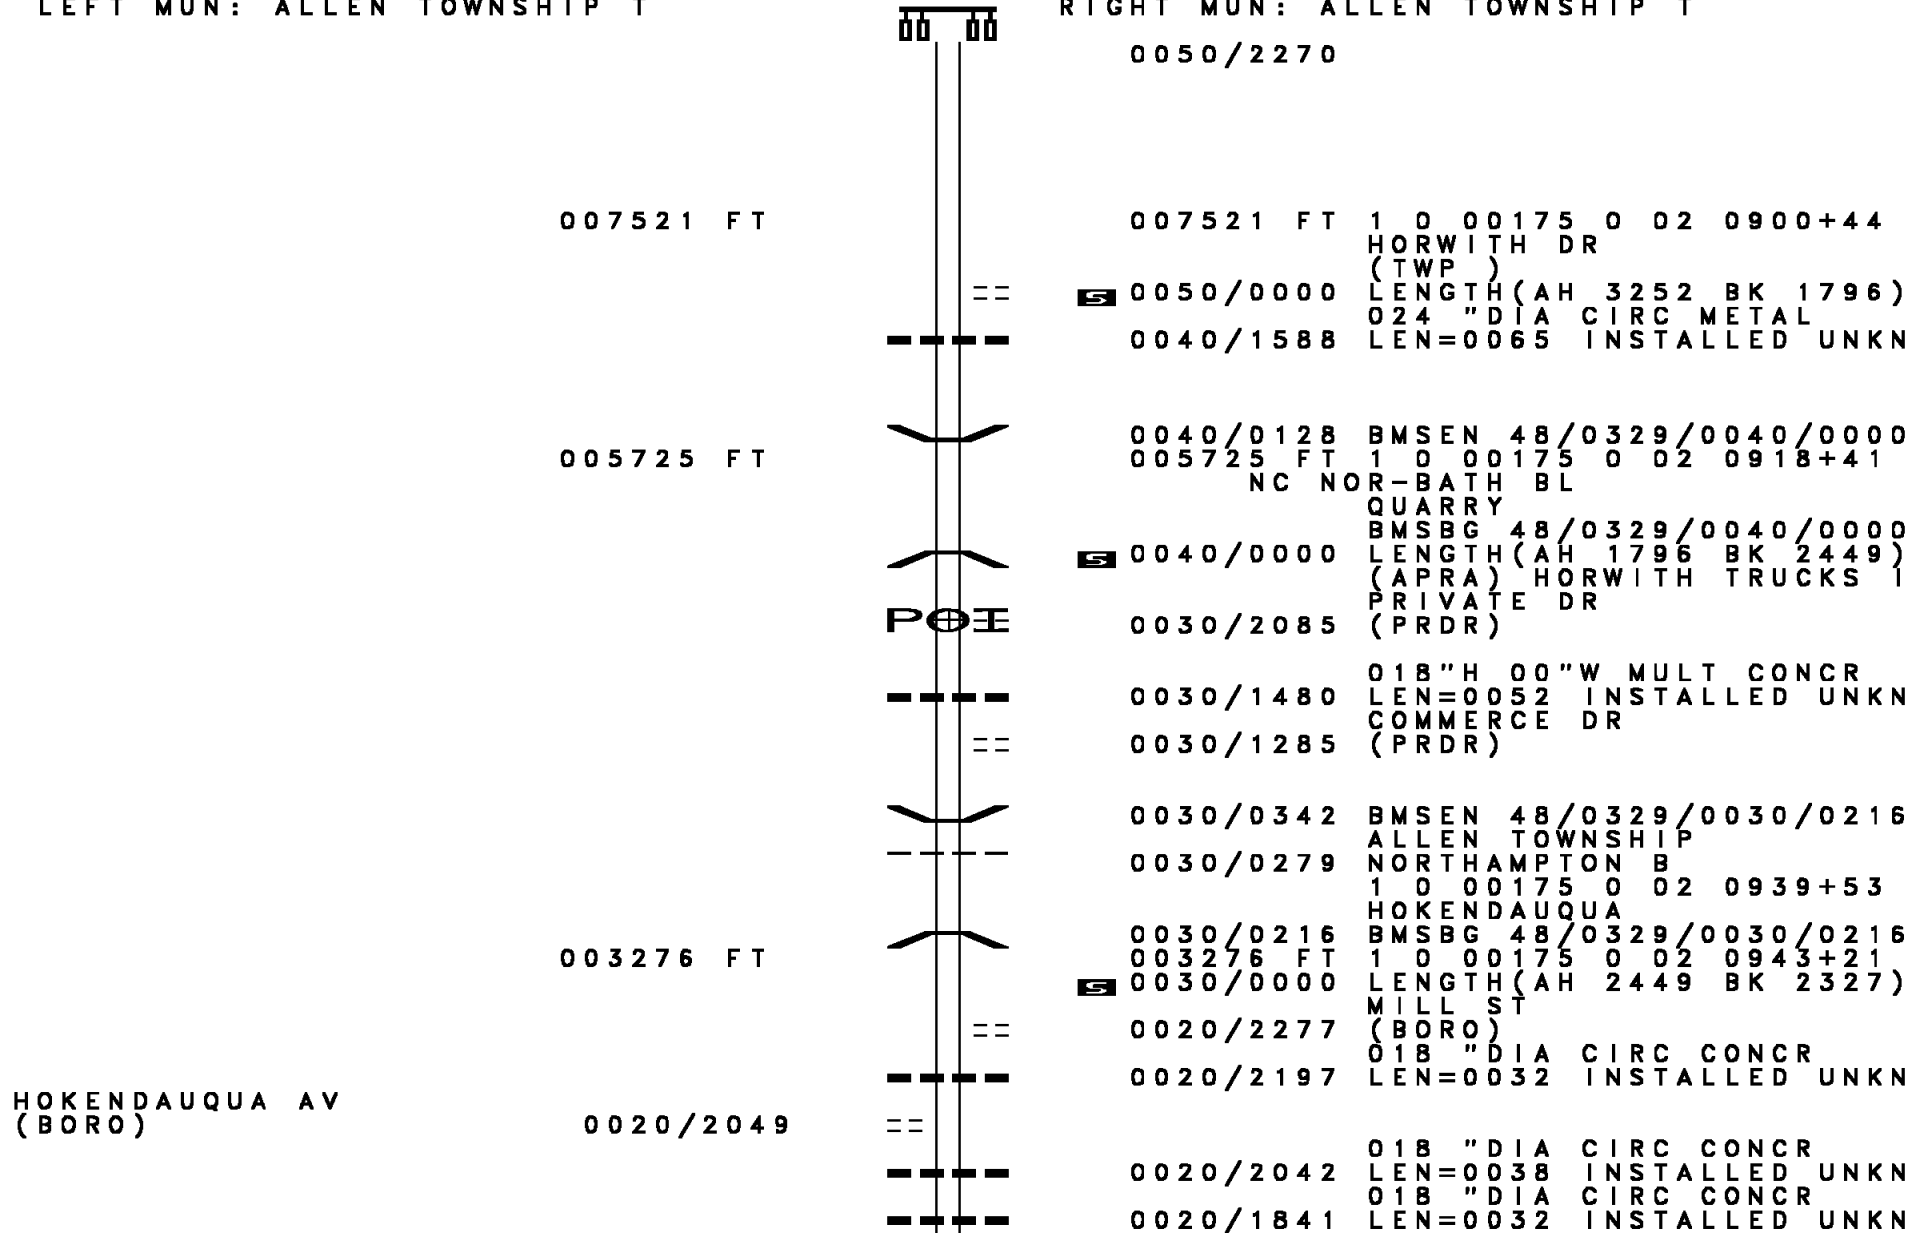 LEFT MUN: ALLEN TOWNSHIP T RIGHT MUN: ALLEN TOWNSHIP T
0050/2270
007521 FT 007521 FT 1 0 00175 0 02 0900+44
HORWITH DR
(TWP )
== S 0050/0000 LENGTH(AH 3252 BK 1796)
024 "DIA CIRC METAL
0040/1588 LEN=0065 INSTALLED UNKN
0040/0128 BMSEN 48/0329/0040/0000
005725 FT 005725 FT 1 0 00175 0 02 0918+41
NC NOR-BATH BL
QUARRY
BMSBG 48/0329/0040/0000
S 0040/0000 LENGTH(AH 1796 BK 2449)
(APRA) HORWITH TRUCKS I
PRIVATE DR
POI 0030/2085 (PRDR)
018"H 00"W MULT CONCR
0030/1480 LEN=0052 INSTALLED UNKN
COMMERCE DR
== 0030/1285 (PRDR)
0030/0342 BMSEN 48/0329/0030/0216
ALLEN TOWNSHIP
0030/0279 NORTHAMPTON B
1 0 00175 0 02 0939+53
HOKENDAUQUA
0030/0216 BMSBG 48/0329/0030/0216
003276 FT 003276 FT 1 0 00175 0 02 0943+21
S 0030/0000 LENGTH(AH 2449 BK 2327)
MILL ST
== 0020/2277 (BORO)
018 "DIA CIRC CONCR
0020/2197 LEN=0032 INSTALLED UNKN
HOKENDAUQUA AV
(BORO) 0020/2049 ==
018 "DIA CIRC CONCR
0020/2042 LEN=0038 INSTALLED UNKN
018 "DIA CIRC CONCR
0020/1841 LEN=0032 INSTALLED UNKN